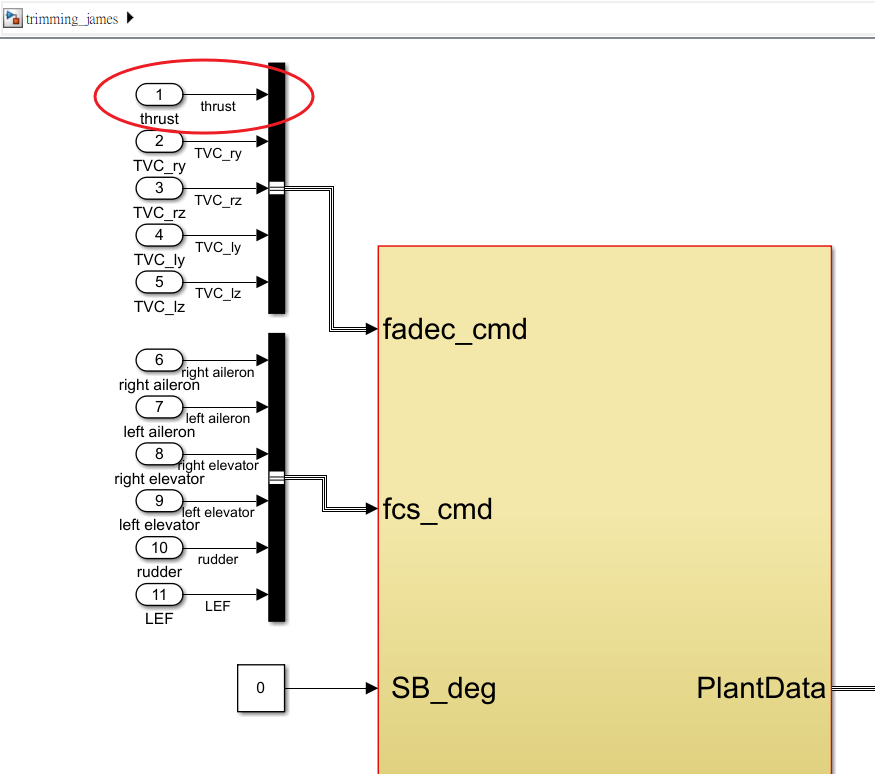 trimming_james
1
thrust
thrust
2
TVC_ry
TVC_ry
3
TVC_rz
TVC_rz
4
TVC_ly
TVC_ly
5
TVC_lz
TVC_lz
fadec_cmd
6
right aileron
right aileron
7
left aileron
left aileron
8
right elevator
right elevator
9
left elevator
left elevator
fcs_cmd
10
rudder
rudder
11
LEF
LEF
0
SB_deg
PlantData